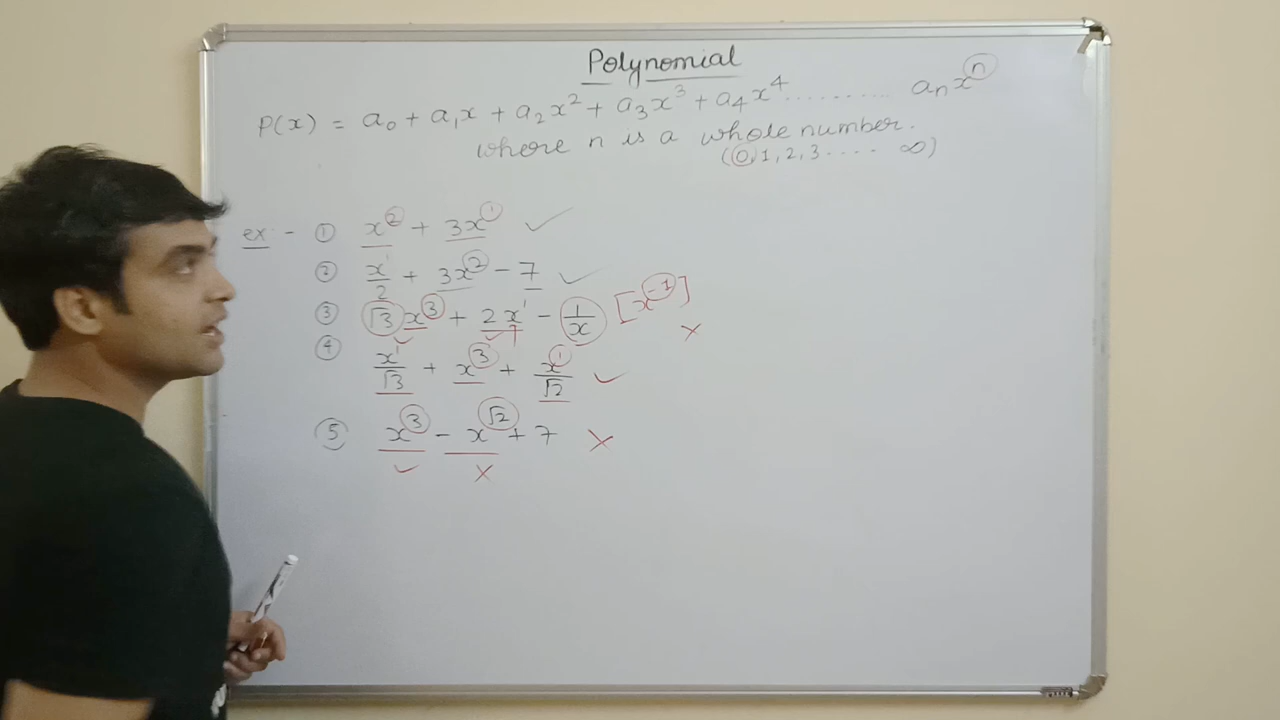 Polynomial
P(x) = a₀ + a₁x + a₂x² + a₃x³ + a₄x⁴ .......... aₙxⁿ
where n is a whole number.
(0, 1, 2, 3 .... ∞)
ex:- ① x² + 3x¹ ✓
② x¹/2 + 3x² - 7 ✓
③ √3 x³ + 2x¹ - 1/x [x⁻¹] ✗
④ x¹/√3 + x³ + x¹/√2 ✓
⑤ x³ - x^√2 + 7 ✗
✓ ✗